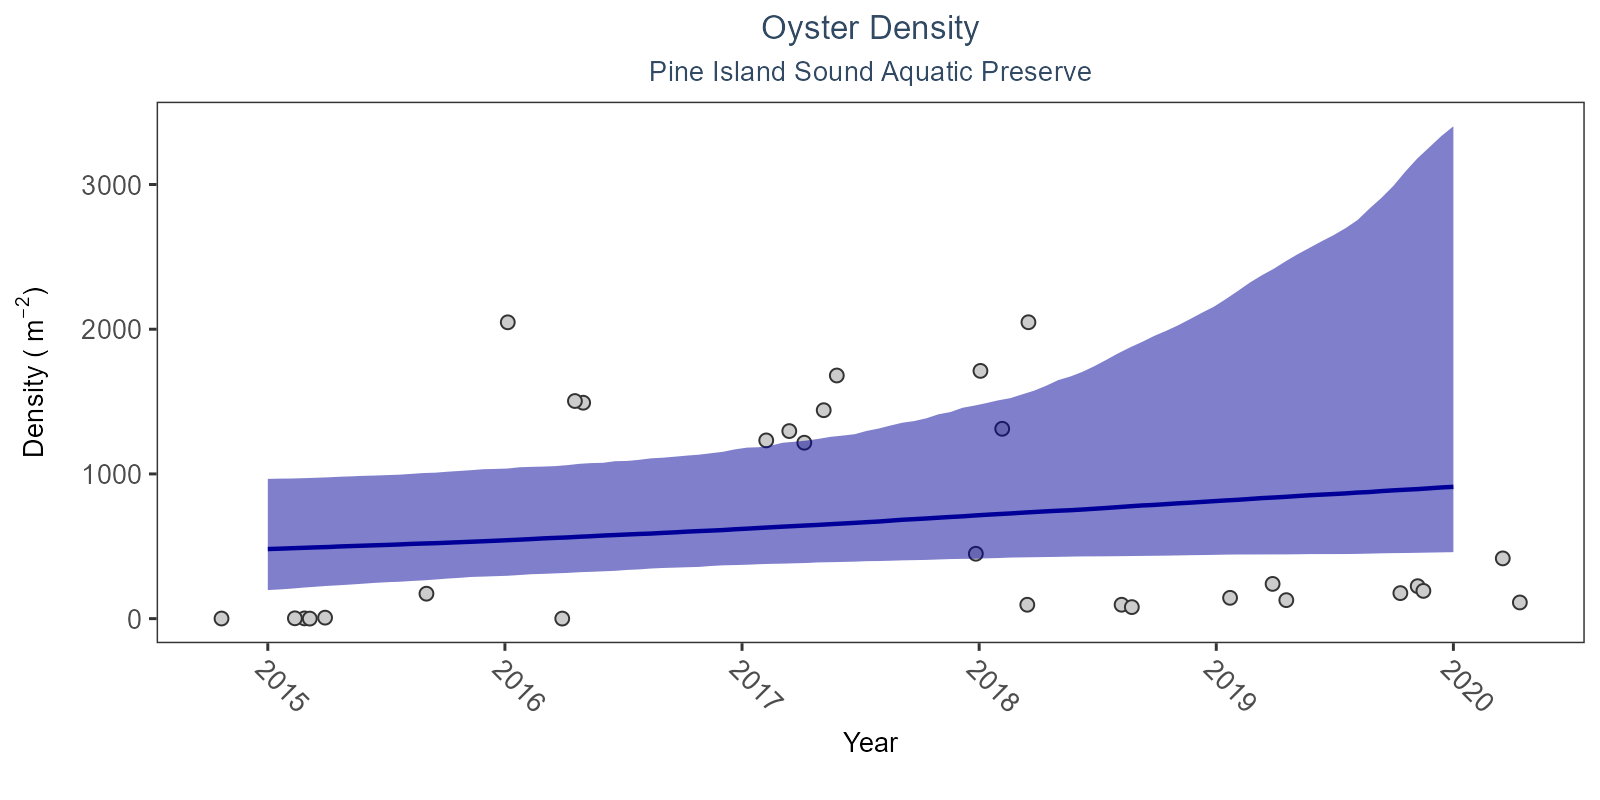 Oyster Density
Pine Island Sound Aquatic Preserve
Density ( m⁻²)
3000
2000
1000
0
2015
2016
2017
2018
2019
2020
Year